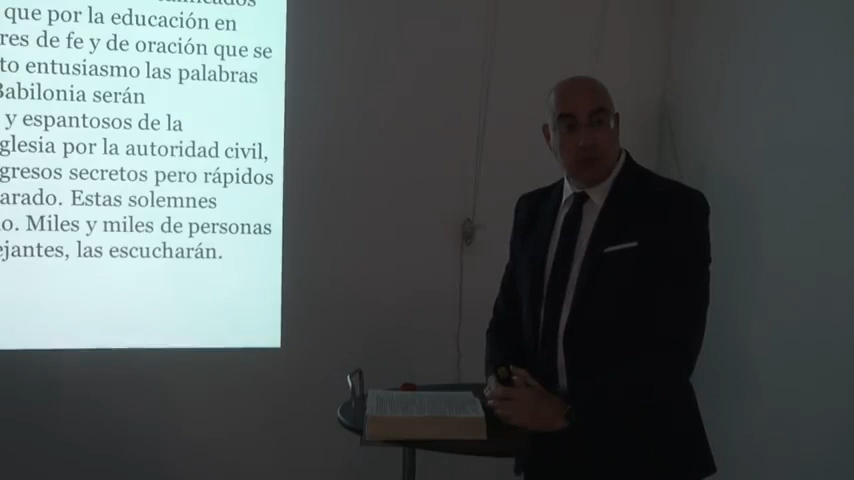 que por la educación en
res de fe y de oración que se
to entusiasmo las palabras
Babilonia serán
y espantosos de la
glesia por la autoridad civil,
gresos secretos pero rápidos
arado. Estas solemnes
o. Miles y miles de personas
ejantes, las escucharán.